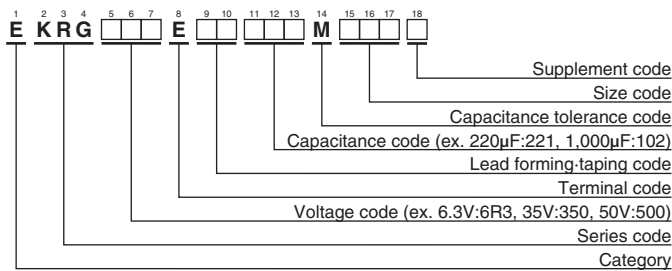 1 2 3 4 5 6 7 8 9 10 11 12 13 14 15 16 17 18
E K R G □ □ □ E □ □ □ □ □ M □ □ □ □
Supplement code
Size code
Capacitance tolerance code
Capacitance code (ex. 220μF:221, 1,000μF:102)
Lead forming·taping code
Terminal code
Voltage code (ex. 6.3V:6R3, 35V:350, 50V:500)
Series code
Category